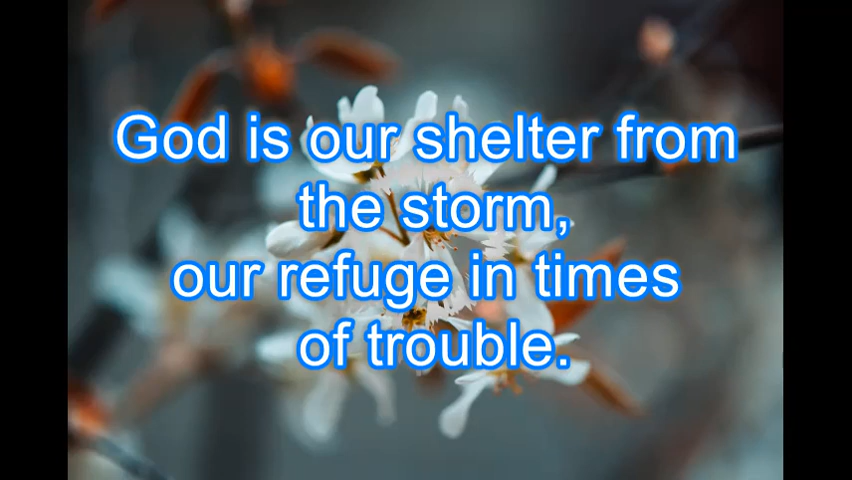 God is our shelter from
the storm,
our refuge in times
of trouble.